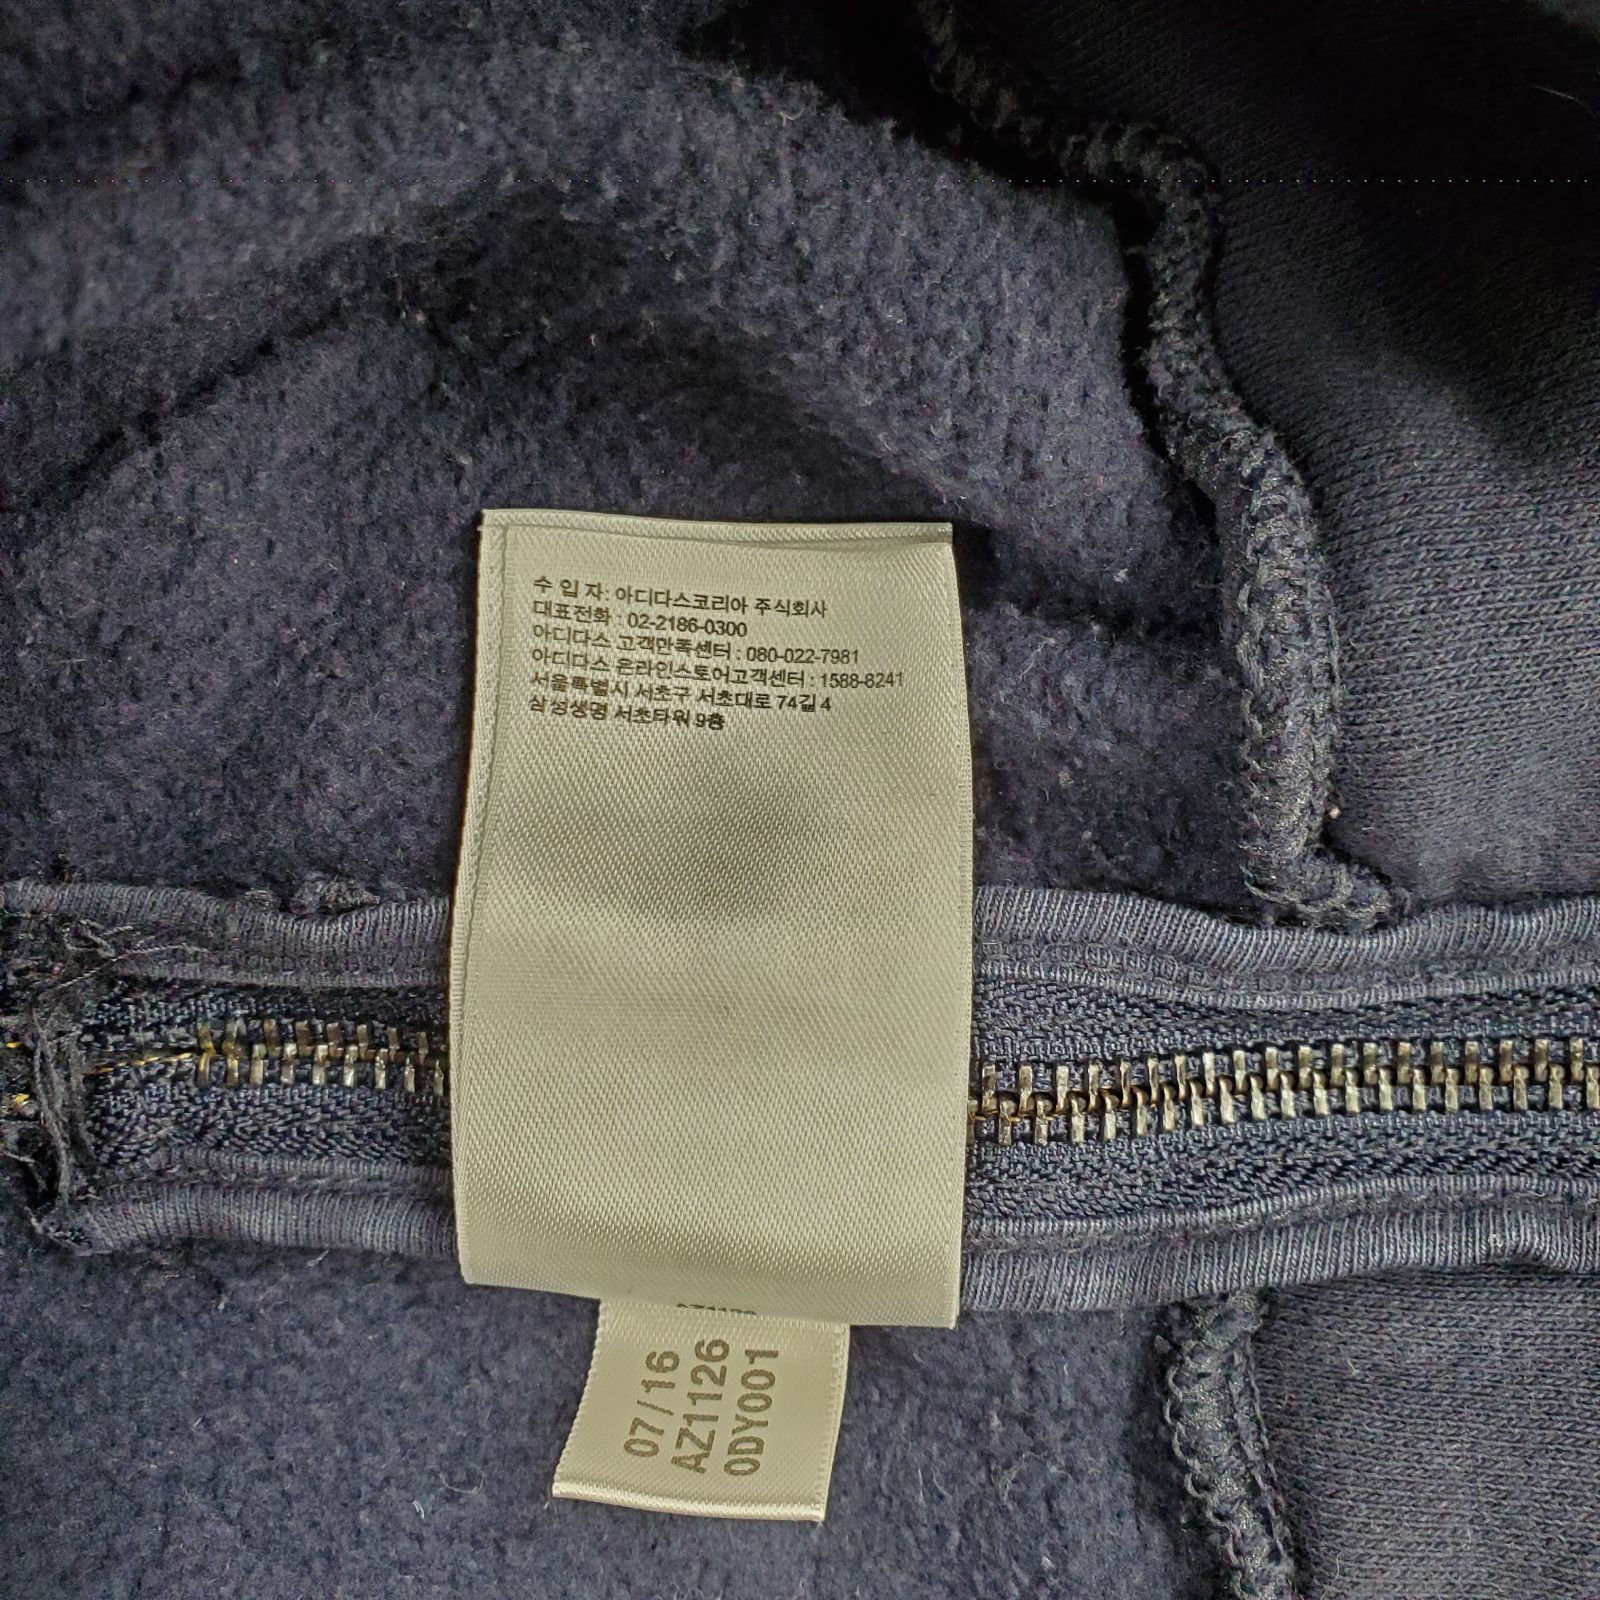 수 입 자: 아디다스코리아 주식회사
대표전화 : 02-2186-0300
아디다스 고객만족센터 : 080-022-7981
아디다스 온라인스토어고객센터 : 1588-8241
서울특별시 서초구 서초대로 74길 4
삼성생명 서초타워 9층
07/16
AZ1126
0DY001